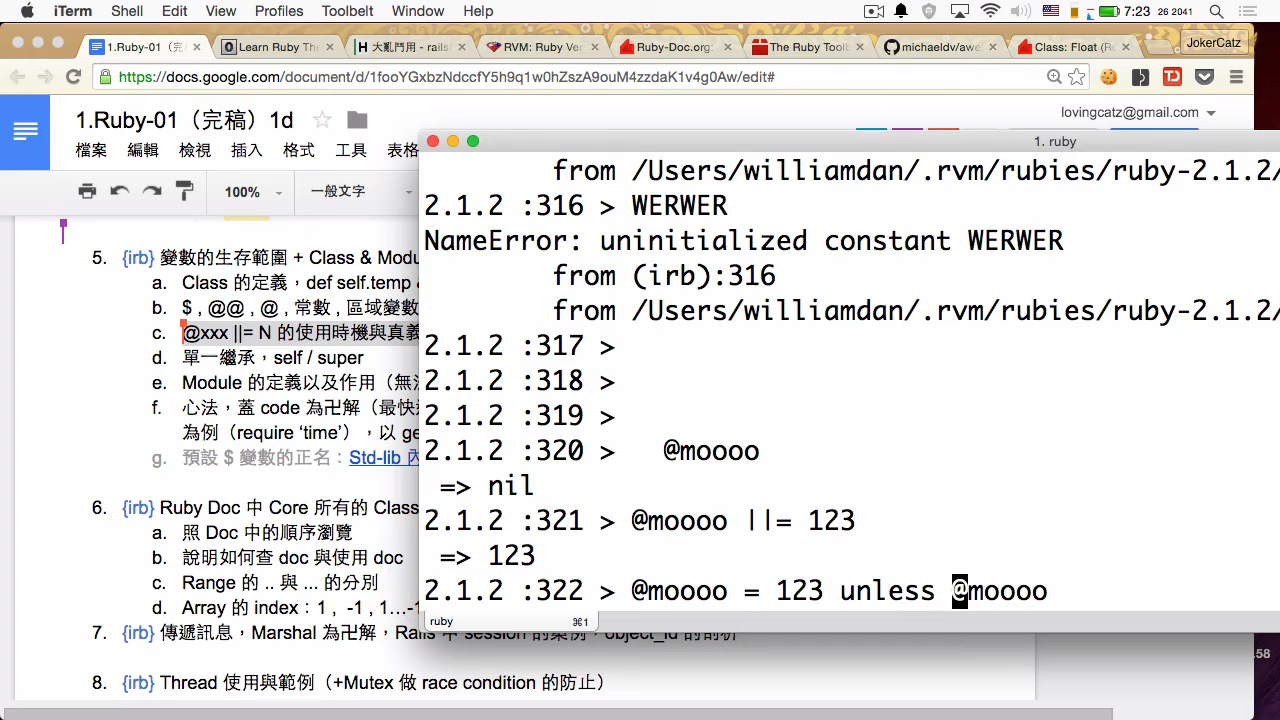 iTerm Shell Edit View Profiles Toolbelt Window Help 7:23 26 2041
1.Ruby-01（完 Learn Ruby The 大亂鬥用 - rails RVM: Ruby Ver Ruby-Doc.org The Ruby Toolb michaeldv/awe Class: Float (R JokerCatz
https://docs.google.com/document/d/1fooYGxbzNdscfY5h9q1w0hZszA9ouM4zzdaK1v4g0Aw/edit#
1.Ruby-01（完稿）1d
lovingcatz@gmail.com
檔案 編輯 檢視 插入 格式 工具 表格
100% 一般文字
5. {irb} 變數的生存範圍 + Class & Modu
a. Class 的定義，def self.temp &
b. $ , @@ , @ , 常數 , 區域變數
c. @xxx ||= N 的使用時機與真義
d. 單一繼承，self / super
e. Module 的定義以及作用（無
f. 心法，蓋 code 為卍解（最快
為例（require ‘time’），以 ge
g. 預設 $ 變數的正名：Std-lib 內
6. {irb} Ruby Doc 中 Core 所有的 Class
a. 照 Doc 中的順序瀏覽
b. 說明如何查 doc 與使用 doc
c. Range 的 .. 與 ... 的分別
d. Array 的 index：1 , -1 , 1…-1
7. {irb} 傳遞訊息，Marshal 為卍解，Rails 中 session 的案例，object_id 的剖析
8. {irb} Thread 使用與範例（+Mutex 做 race condition 的防止）
1. ruby
from /Users/williamdan/.rvm/rubies/ruby-2.1.2/
2.1.2 :316 > WERWER
NameError: uninitialized constant WERWER
from (irb):316
from /Users/williamdan/.rvm/rubies/ruby-2.1.2/
2.1.2 :317 >
2.1.2 :318 >
2.1.2 :319 >
2.1.2 :320 > @moooo
=> nil
2.1.2 :321 > @moooo ||= 123
=> 123
2.1.2 :322 > @moooo = 123 unless @moooo
ruby ⌘1
.58